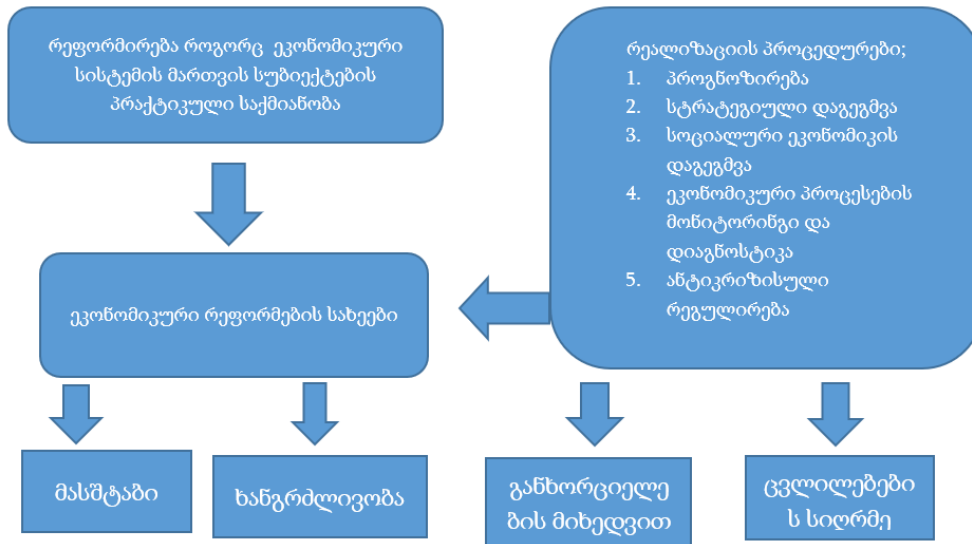 რეფორმირება როგორც ეკონომიკური
სისტემის მართვის სუბიექტების
პრაქტიკული საქმიანობა
რეალიზაციის პროცედურები;
1. პროგნოზირება
2. სტრატეგიული დაგეგმვა
3. სოციალური ეკონომიკის
დაგეგმვა
4. ეკონომიკური პროცესების
მონიტორინგი და
დიაგნოსტიკა
5. ანტიკრიზისული
რეგულირება
ეკონომიკური რეფორმების სახეები
მასშტაბი
ხანგრძლივობა
განხორციელე
ბის მიხედვით
ცვლილებები
ს სიღრმე